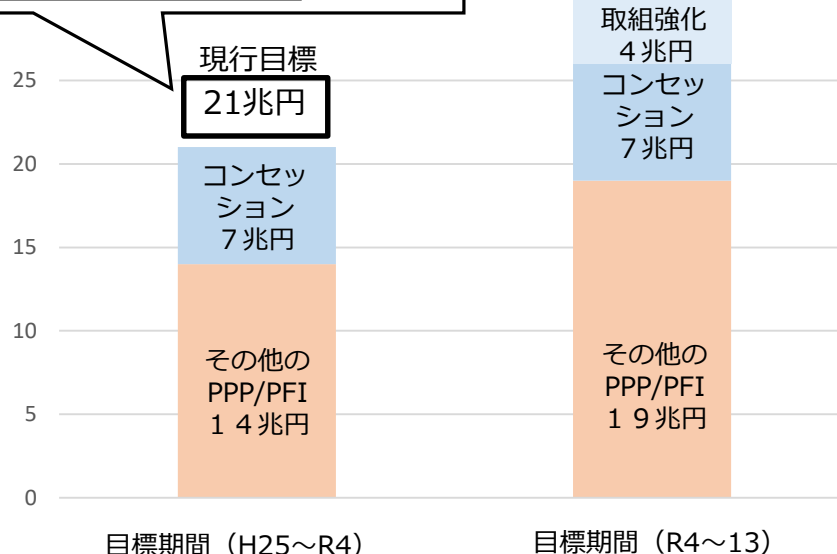 現行目標
21兆円
コンセッ
ション
７兆円
その他の
PPP/PFI
１４兆円
取組強化
４兆円
コンセッ
ション
７兆円
その他の
PPP/PFI
１９兆円
25
20
15
10
5
0
目標期間（H25～R4）
目標期間（R4～13）